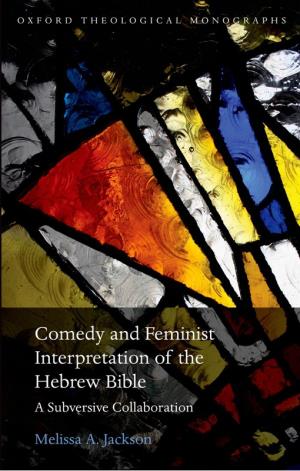 OXFORD THEOLOGICAL MONOGRAPHS
Comedy and Feminist
Interpretation of the
Hebrew Bible
A Subversive Collaboration
Melissa A. Jackson